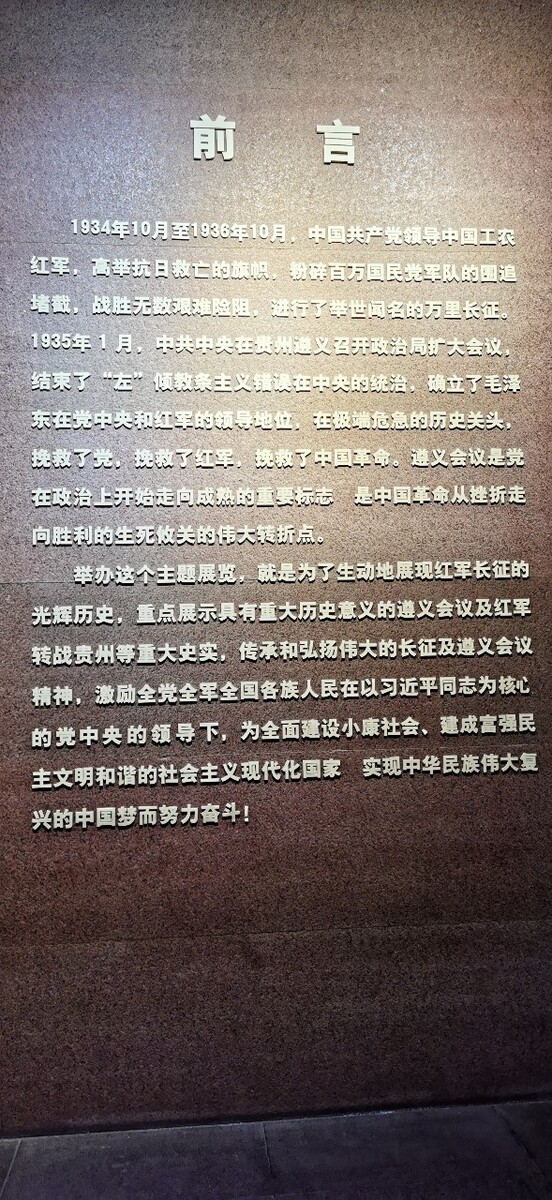 前 言
1934年10月至1936年10月，中国共产党领导中国工农
红军，高举抗日救亡的旗帜，粉碎百万国民党军队的围追
堵截，战胜无数艰难险阻，进行了举世闻名的万里长征。
1935年 1 月，中共中央在贵州遵义召开政治局扩大会议，
结束了“左”倾教条主义错误在中央的统治，确立了毛泽
东在党中央和红军的领导地位，在极端危急的历史关头，
挽救了党，挽救了红军，挽救了中国革命。遵义会议是党
在政治上开始走向成熟的重要标志 是中国革命从挫折走
向胜利的生死攸关的伟大转折点。
举办这个主题展览，就是为了生动地展现红军长征的
光辉历史，重点展示具有重大历史意义的遵义会议及红军
转战贵州等重大史实，传承和弘扬伟大的长征及遵义会议
精神，激励全党全军全国各族人民在以习近平同志为核心
的党中央的领导下，为全面建设小康社会、建成富强民
主文明和谐的社会主义现代化国家 实现中华民族伟大复
兴的中国梦而努力奋斗！